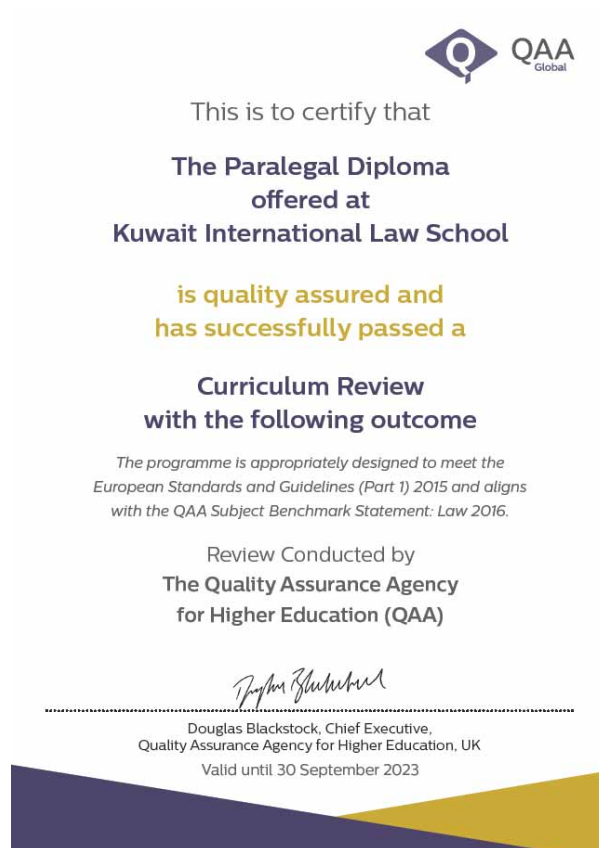 QAA
Global
This is to certify that
The Paralegal Diploma
offered at
Kuwait International Law School
is quality assured and
has successfully passed a
Curriculum Review
with the following outcome
The programme is appropriately designed to meet the
European Standards and Guidelines (Part 1) 2015 and aligns
with the QAA Subject Benchmark Statement: Law 2016.
Review Conducted by
The Quality Assurance Agency
for Higher Education (QAA)
Douglas Blackstock, Chief Executive,
Quality Assurance Agency for Higher Education, UK
Valid until 30 September 2023